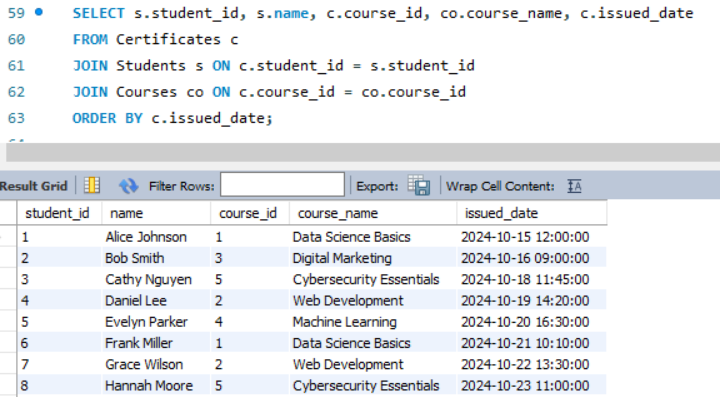 59 SELECT s.student_id, s.name, c.course_id, co.course_name, c.issued_date
60 FROM Certificates c
61 JOIN Students s ON c.student_id = s.student_id
62 JOIN Courses co ON c.course_id = co.course_id
63 ORDER BY c.issued_date;
Result Grid Filter Rows: Export: Wrap Cell Content:
student_id name course_id course_name issued_date
1 Alice Johnson 1 Data Science Basics 2024-10-15 12:00:00
2 Bob Smith 3 Digital Marketing 2024-10-16 09:00:00
3 Cathy Nguyen 5 Cybersecurity Essentials 2024-10-18 11:45:00
4 Daniel Lee 2 Web Development 2024-10-19 14:20:00
5 Evelyn Parker 4 Machine Learning 2024-10-20 16:30:00
6 Frank Miller 1 Data Science Basics 2024-10-21 10:10:00
7 Grace Wilson 2 Web Development 2024-10-22 13:30:00
8 Hannah Moore 5 Cybersecurity Essentials 2024-10-23 11:00:00